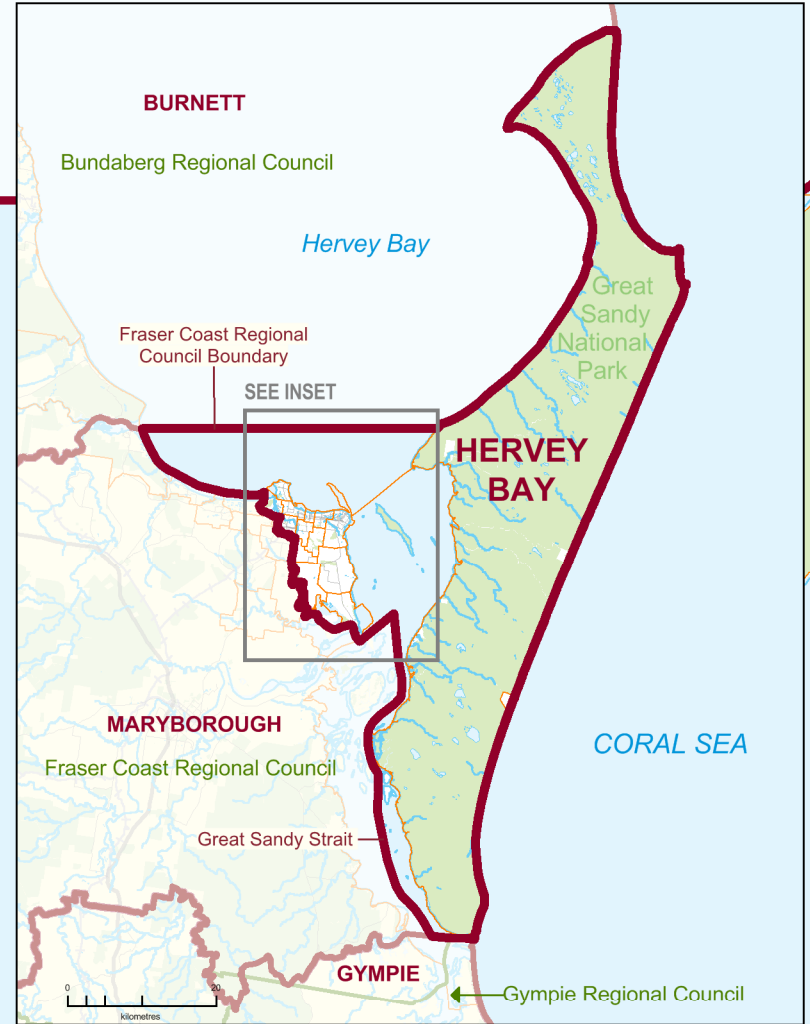 BURNETT
Bundaberg Regional Council
Hervey Bay
Great
Sandy
National
Park
Fraser Coast Regional
Council Boundary
SEE INSET
HERVEY
BAY
MARYBOROUGH
CORAL SEA
Fraser Coast Regional Council
Great Sandy Strait
GYMPIE
Gympie Regional Council
0
20
kilometres